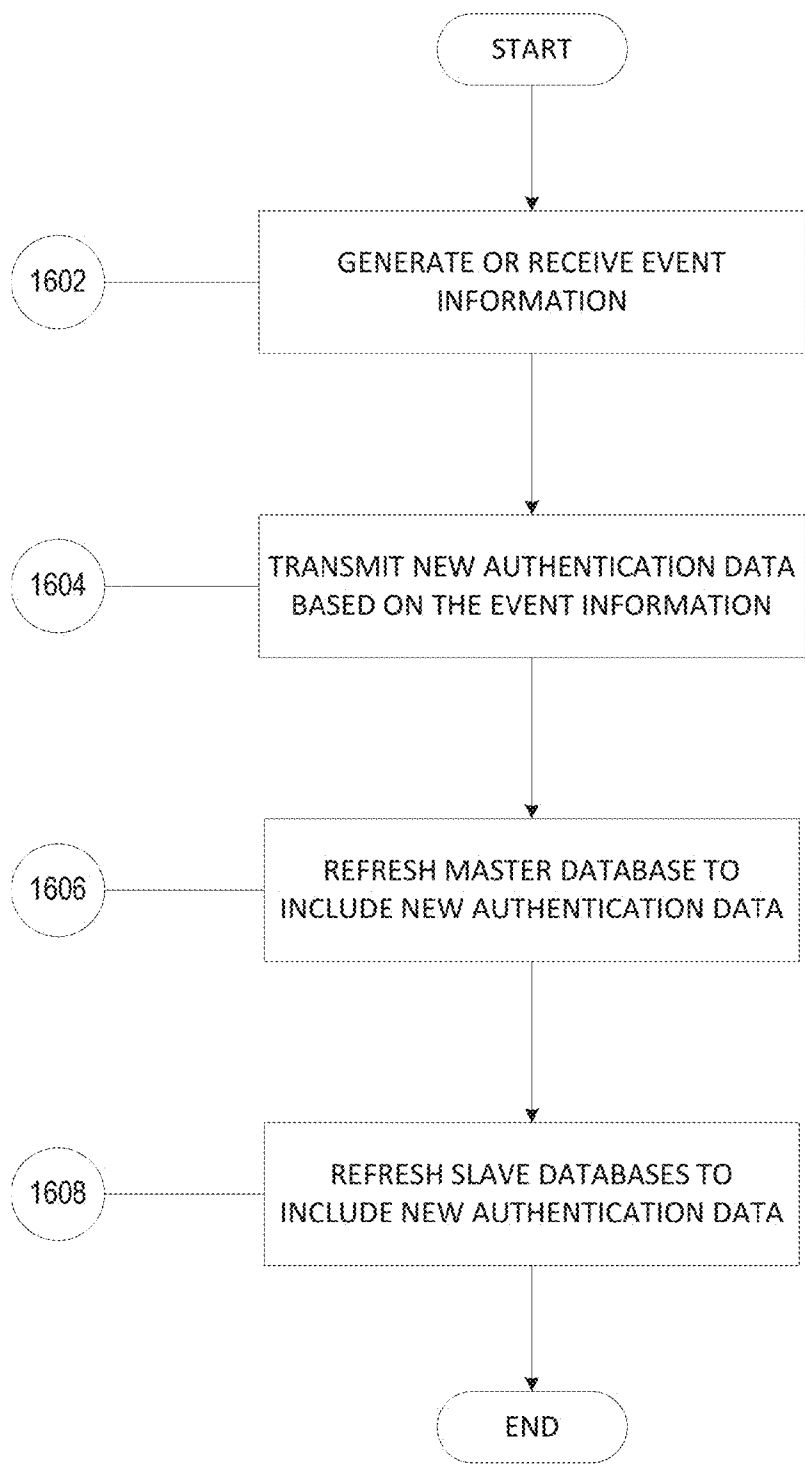 START
1602
GENERATE OR RECEIVE EVENT
INFORMATION
1604
TRANSMIT NEW AUTHENTICATION DATA
BASED ON THE EVENT INFORMATION
1606
REFRESH MASTER DATABASE TO
INCLUDE NEW AUTHENTICATION DATA
1608
REFRESH SLAVE DATABASES TO
INCLUDE NEW AUTHENTICATION DATA
END